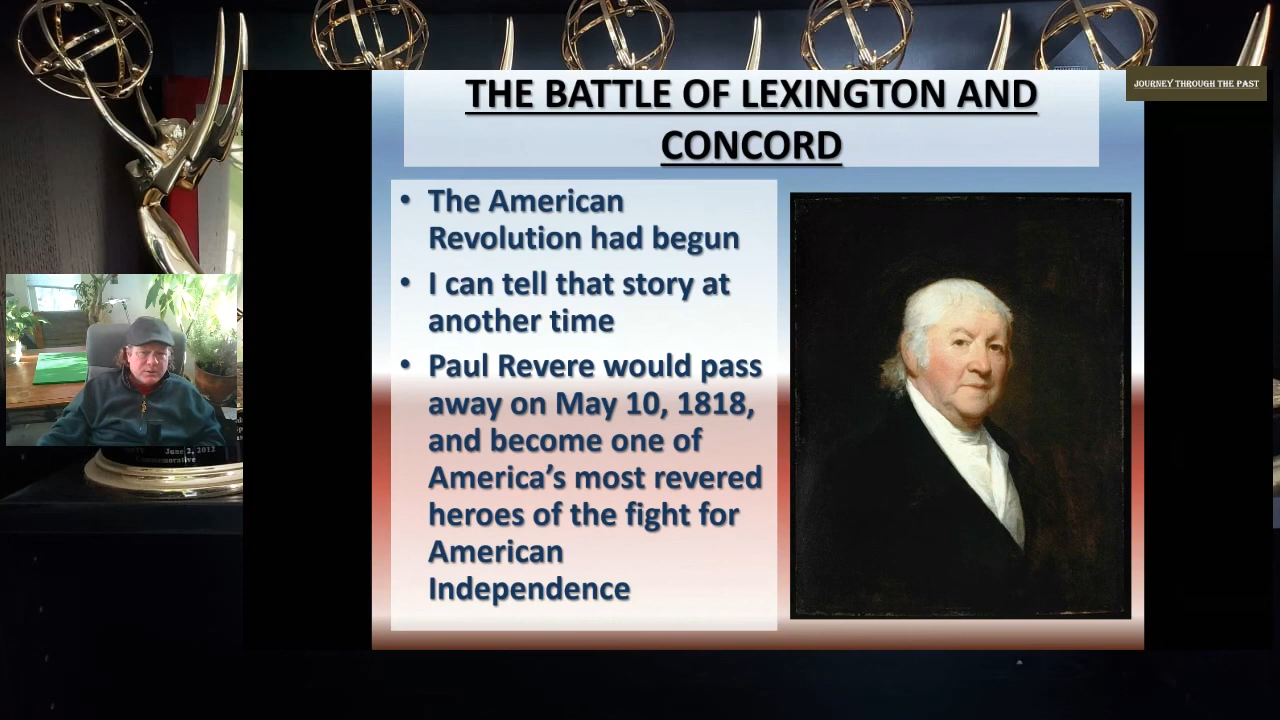 JOURNEY THROUGH THE PAST
THE BATTLE OF LEXINGTON AND
CONCORD
• The American
Revolution had begun
• I can tell that story at
another time
• Paul Revere would pass
away on May 10, 1818,
and become one of
America’s most revered
heroes of the fight for
American
Independence
June 2, 2012
Commemorative